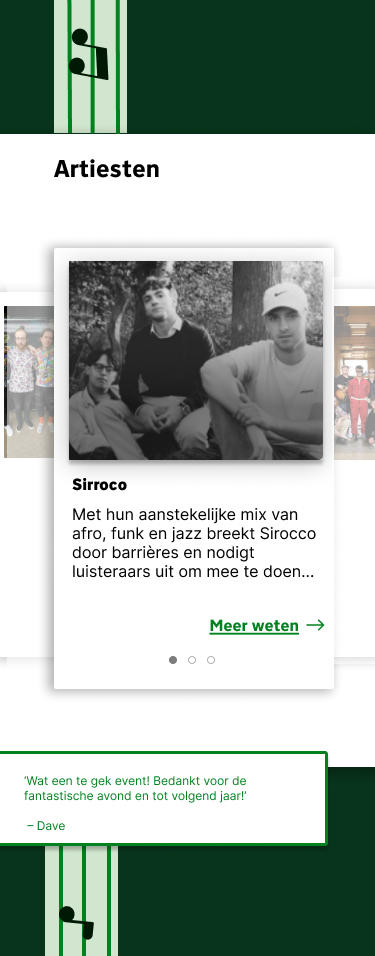 Artiesten
Sirroco
Met hun aanstekelijke mix van
afro, funk en jazz breekt Sirocco
door barrières en nodigt
luisteraars uit om mee te doen...
Meer weten
‘Wat een te gek event! Bedankt voor de
fantastische avond en tot volgend jaar!’
– Dave